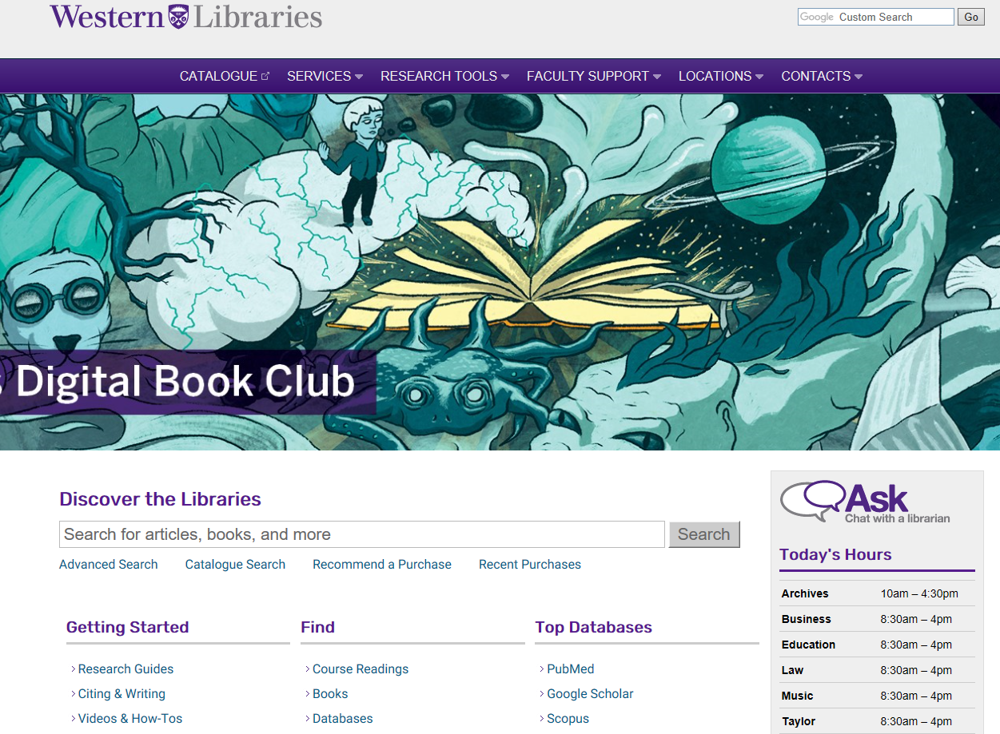 Western Libraries
Google Custom Search Go
CATALOGUE SERVICES RESEARCH TOOLS FACULTY SUPPORT LOCATIONS CONTACTS
s Digital Book Club
Discover the Libraries
Search for articles, books, and more Search
Advanced Search Catalogue Search Recommend a Purchase Recent Purchases
Getting Started
Research Guides
Citing & Writing
Videos & How-Tos
Find
Course Readings
Books
Databases
Top Databases
PubMed
Google Scholar
Scopus
Ask
Chat with a librarian
Today's Hours
Archives 10am – 4:30pm
Business 8:30am – 4pm
Education 8:30am – 4pm
Law 8:30am – 4pm
Music 8:30am – 4pm
Taylor 8:30am – 4pm